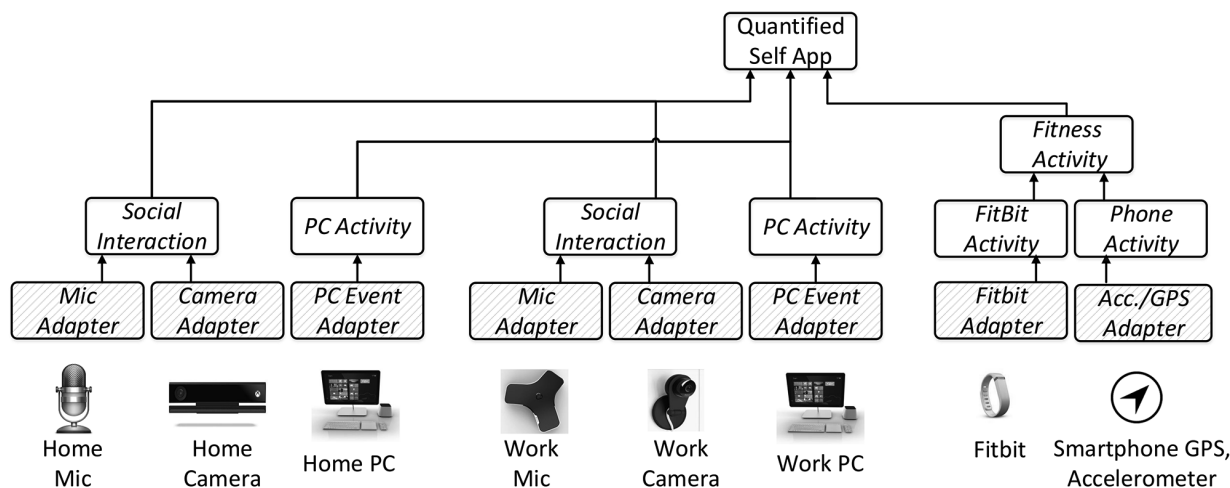 Quantified
Self App
Fitness
Activity
Social
Interaction
PC Activity
Social
Interaction
PC Activity
FitBit
Activity
Phone
Activity
Mic
Adapter
Camera
Adapter
PC Event
Adapter
Mic
Adapter
Camera
Adapter
PC Event
Adapter
Fitbit
Adapter
Acc./GPS
Adapter
Home
Mic
Home
Camera
Home PC
Work
Mic
Work
Camera
Work PC
Fitbit
Smartphone GPS,
Accelerometer